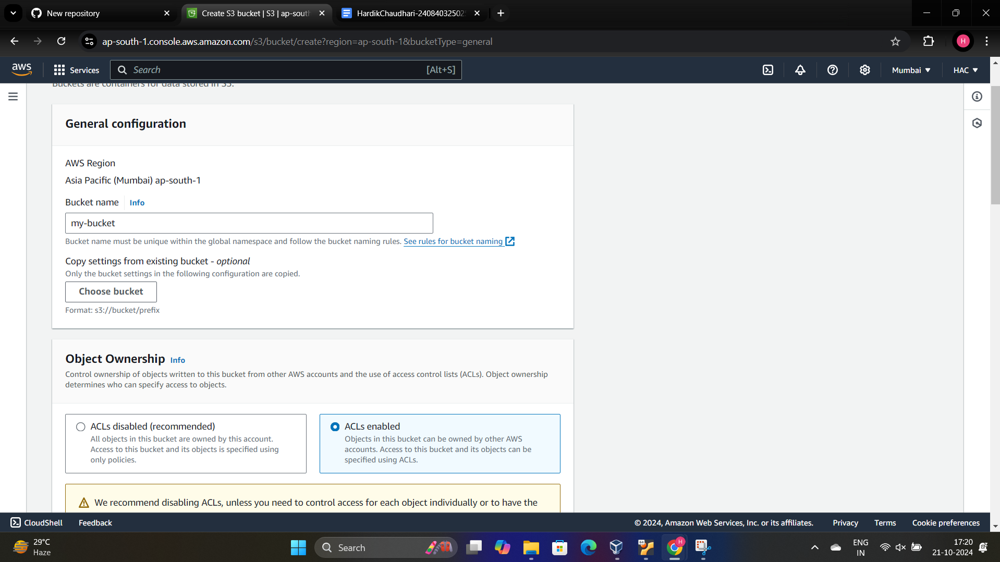 New repository
Create S3 bucket | S3 | ap-south
HardikChaudhari-24084032502
ap-south-1.console.aws.amazon.com/s3/bucket/create?region=ap-south-1&bucketType=general
H
aws
Services
Search
[Alt+S]
Mumbai
HAC
Buckets are containers for data stored in S3.
General configuration
AWS Region
Asia Pacific (Mumbai) ap-south-1
Bucket name
Info
my-bucket
Bucket name must be unique within the global namespace and follow the bucket naming rules. See rules for bucket naming
Copy settings from existing bucket - optional
Only the bucket settings in the following configuration are copied.
Choose bucket
Format: s3://bucket/prefix
Object Ownership Info
Control ownership of objects written to this bucket from other AWS accounts and the use of access control lists (ACLs). Object ownership
determines who can specify access to objects.
ACLs disabled (recommended)
All objects in this bucket are owned by this account.
Access to this bucket and its objects is specified using
only policies.
ACLs enabled
Objects in this bucket can be owned by other AWS
accounts. Access to this bucket and its objects can be
specified using ACLs.
We recommend disabling ACLs, unless you need to control access for each object individually or to have the
CloudShell
Feedback
© 2024, Amazon Web Services, Inc. or its affiliates.
Privacy
Terms
Cookie preferences
29°C
Haze
Search
64
H
ENG
IN
17:20
21-10-2024